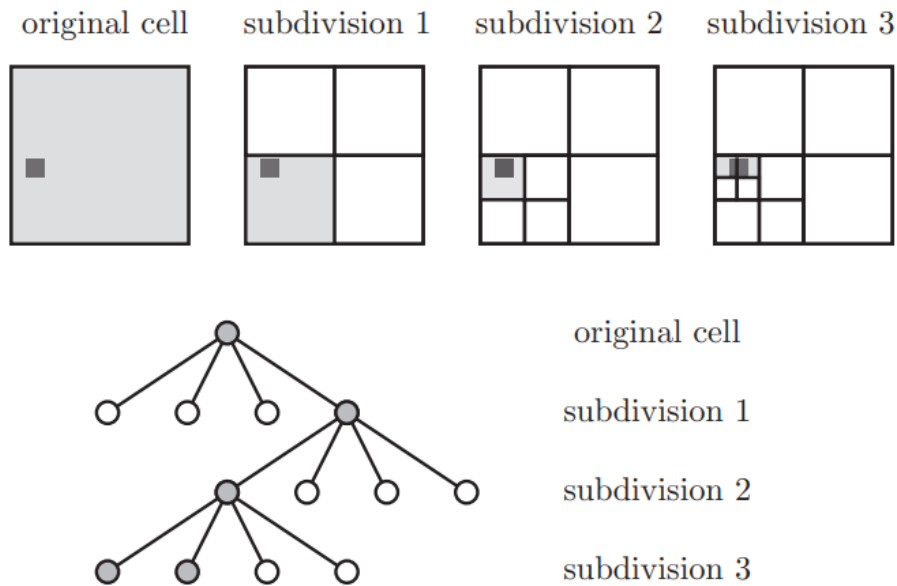 original cell subdivision 1 subdivision 2 subdivision 3
original cell
subdivision 1
subdivision 2
subdivision 3